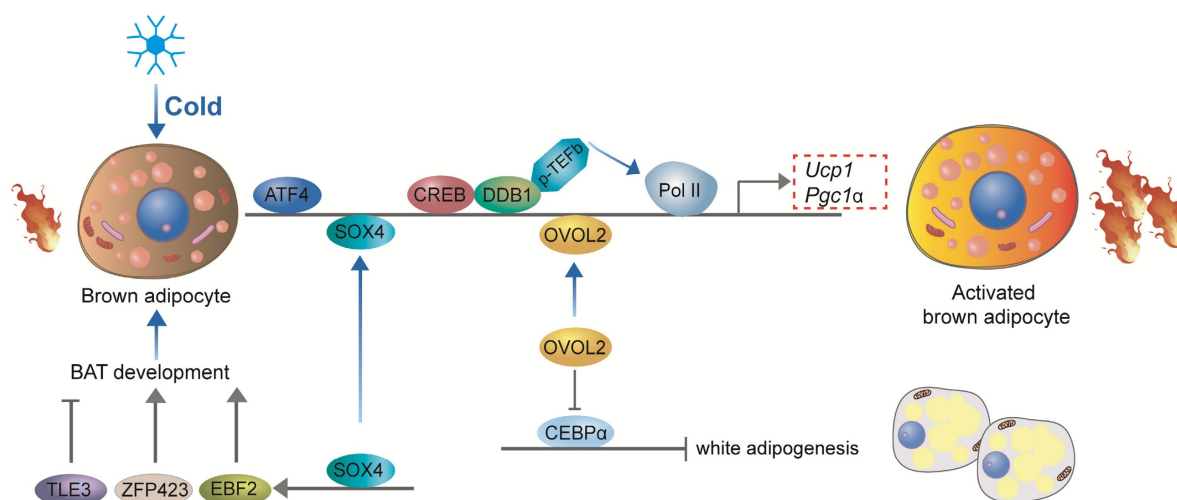 Cold
ATF4
CREB
DDB1
p-TEFb
Pol II
Ucp1
Pgc1α
SOX4
OVOL2
Brown adipocyte
Activated
brown adipocyte
OVOL2
BAT development
CEBPα
white adipogenesis
SOX4
TLE3
ZFP423
EBF2